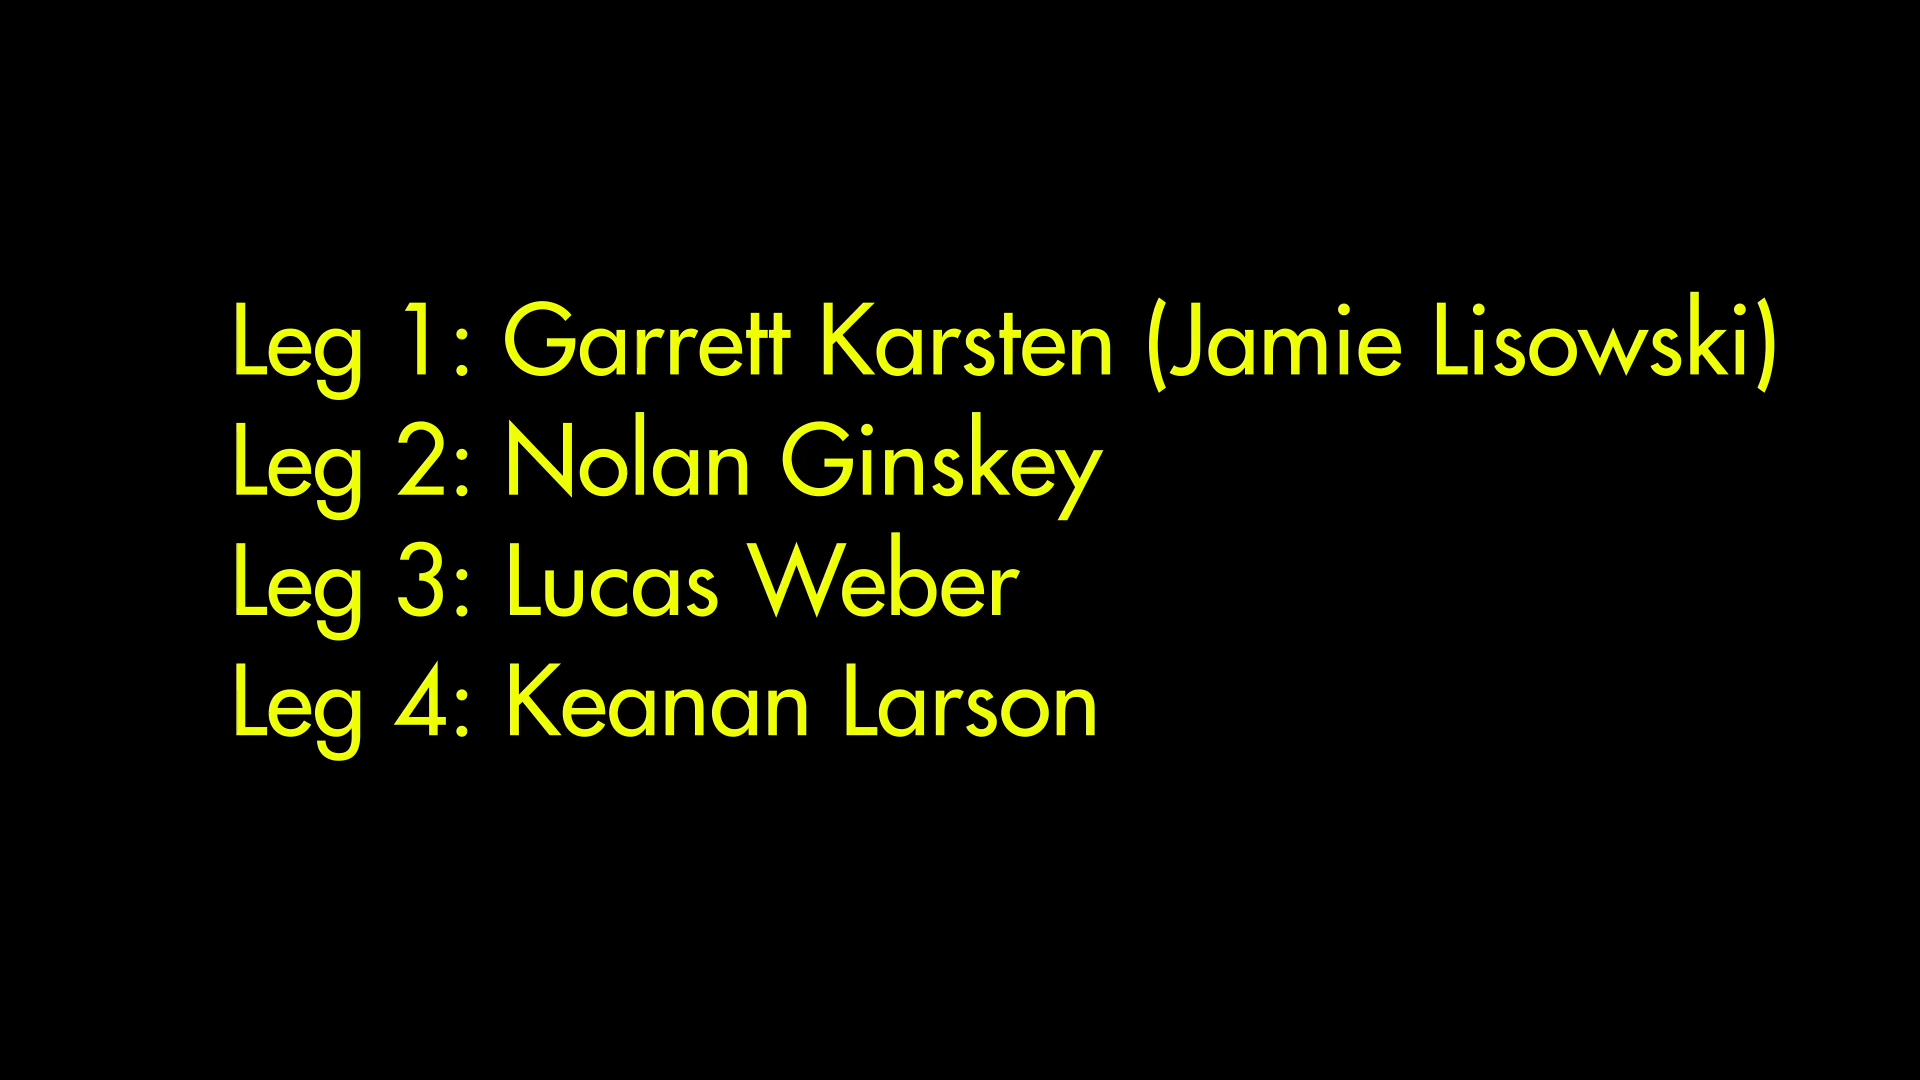 Leg 1: Garrett Karsten (Jamie Lisowski)
Leg 2: Nolan Ginskey
Leg 3: Lucas Weber
Leg 4: Keanan Larson